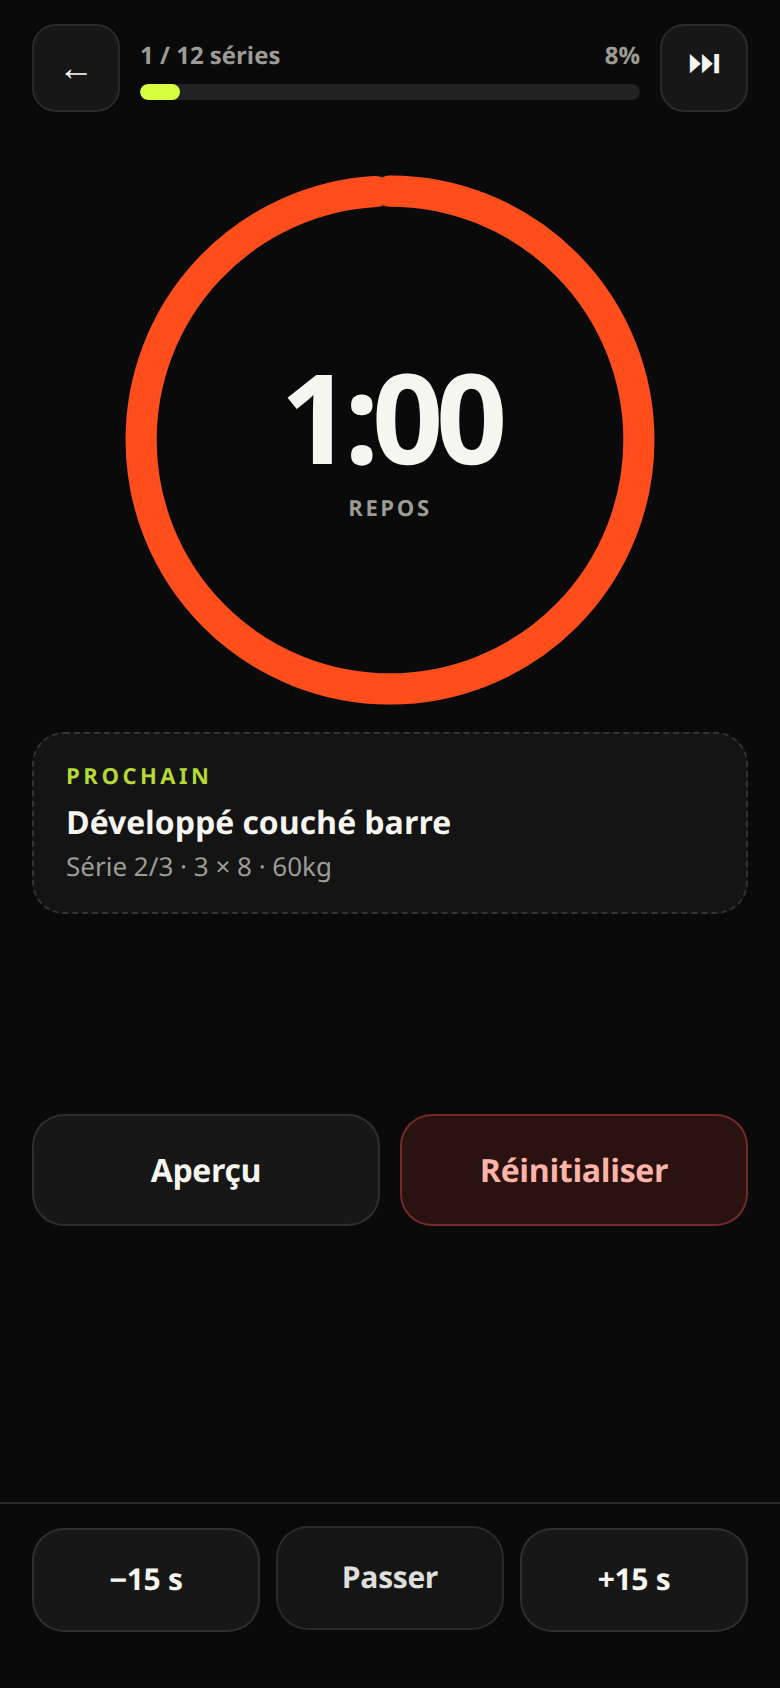 ←
1 / 12 séries 8%
⏭
1:00
REPOS
PROCHAIN
Développé couché barre
Série 2/3 · 3 × 8 · 60kg
Aperçu Réinitialiser
−15 s Passer +15 s